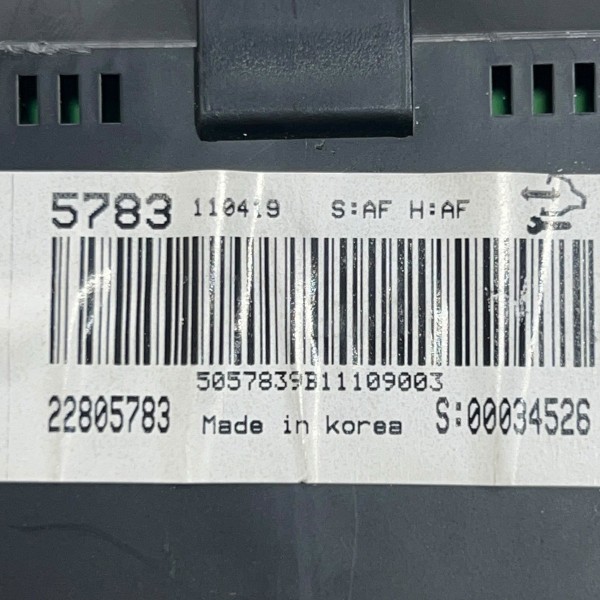 5783 110419 S:AF H:AF
5057839B11109003
22805783 Made in korea S:00034526